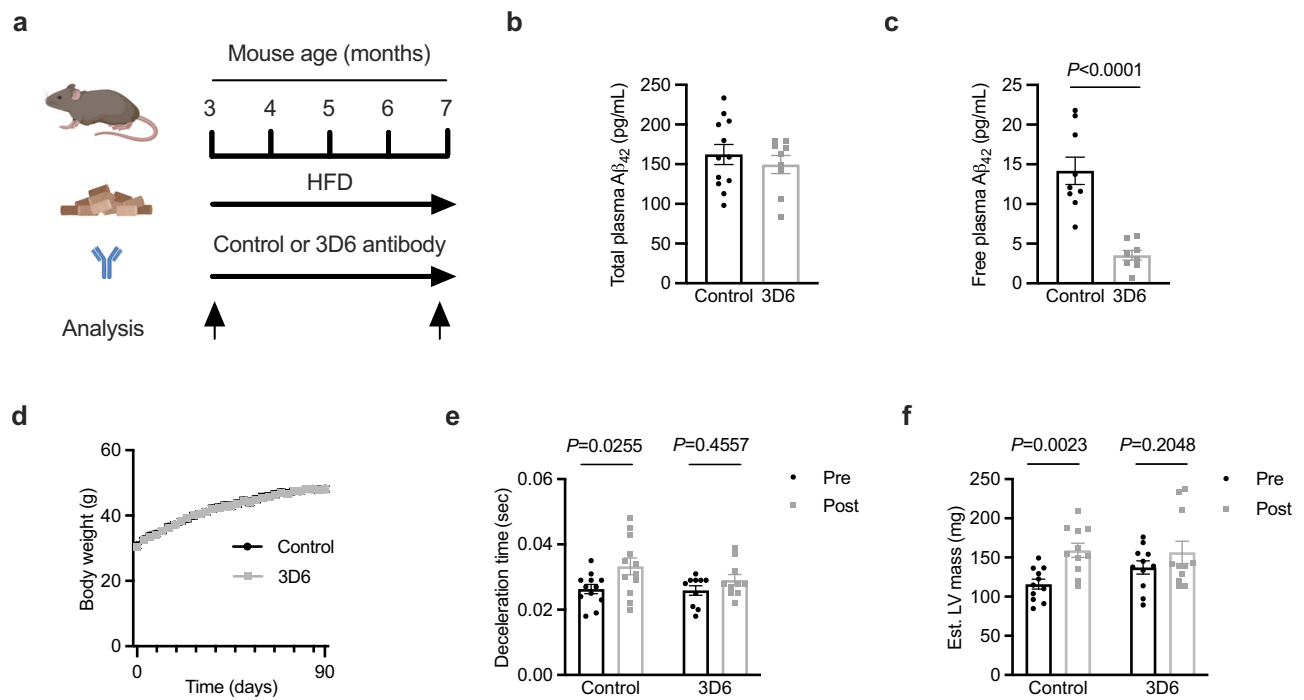 a
Mouse age (months)
3 4 5 6 7
HFD
Control or 3D6 antibody
Analysis
b
Total plasma Aβ42 (pg/mL)
250
200
150
100
50
0
Control 3D6
c
P<0.0001
Free plasma Aβ42 (pg/mL)
25
20
15
10
5
0
Control 3D6
d
Body weight (g)
60
40
20
0
Control
3D6
0 90
Time (days)
e
P=0.0255 P=0.4557
Pre
Post
Deceleration time (sec)
0.06
0.04
0.02
0.00
Control 3D6
f
P=0.0023 P=0.2048
Pre
Post
Est. LV mass (mg)
250
200
150
100
50
0
Control 3D6